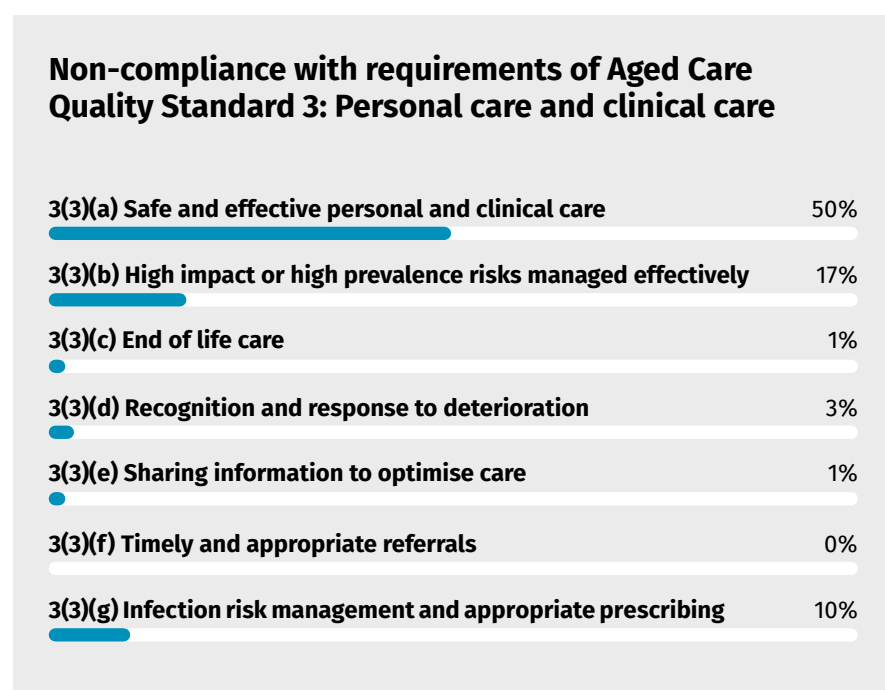 Non-compliance with requirements of Aged Care
Quality Standard 3: Personal care and clinical care
3(3)(a) Safe and effective personal and clinical care 50%
3(3)(b) High impact or high prevalence risks managed effectively 17%
3(3)(c) End of life care 1%
3(3)(d) Recognition and response to deterioration 3%
3(3)(e) Sharing information to optimise care 1%
3(3)(f) Timely and appropriate referrals 0%
3(3)(g) Infection risk management and appropriate prescribing 10%